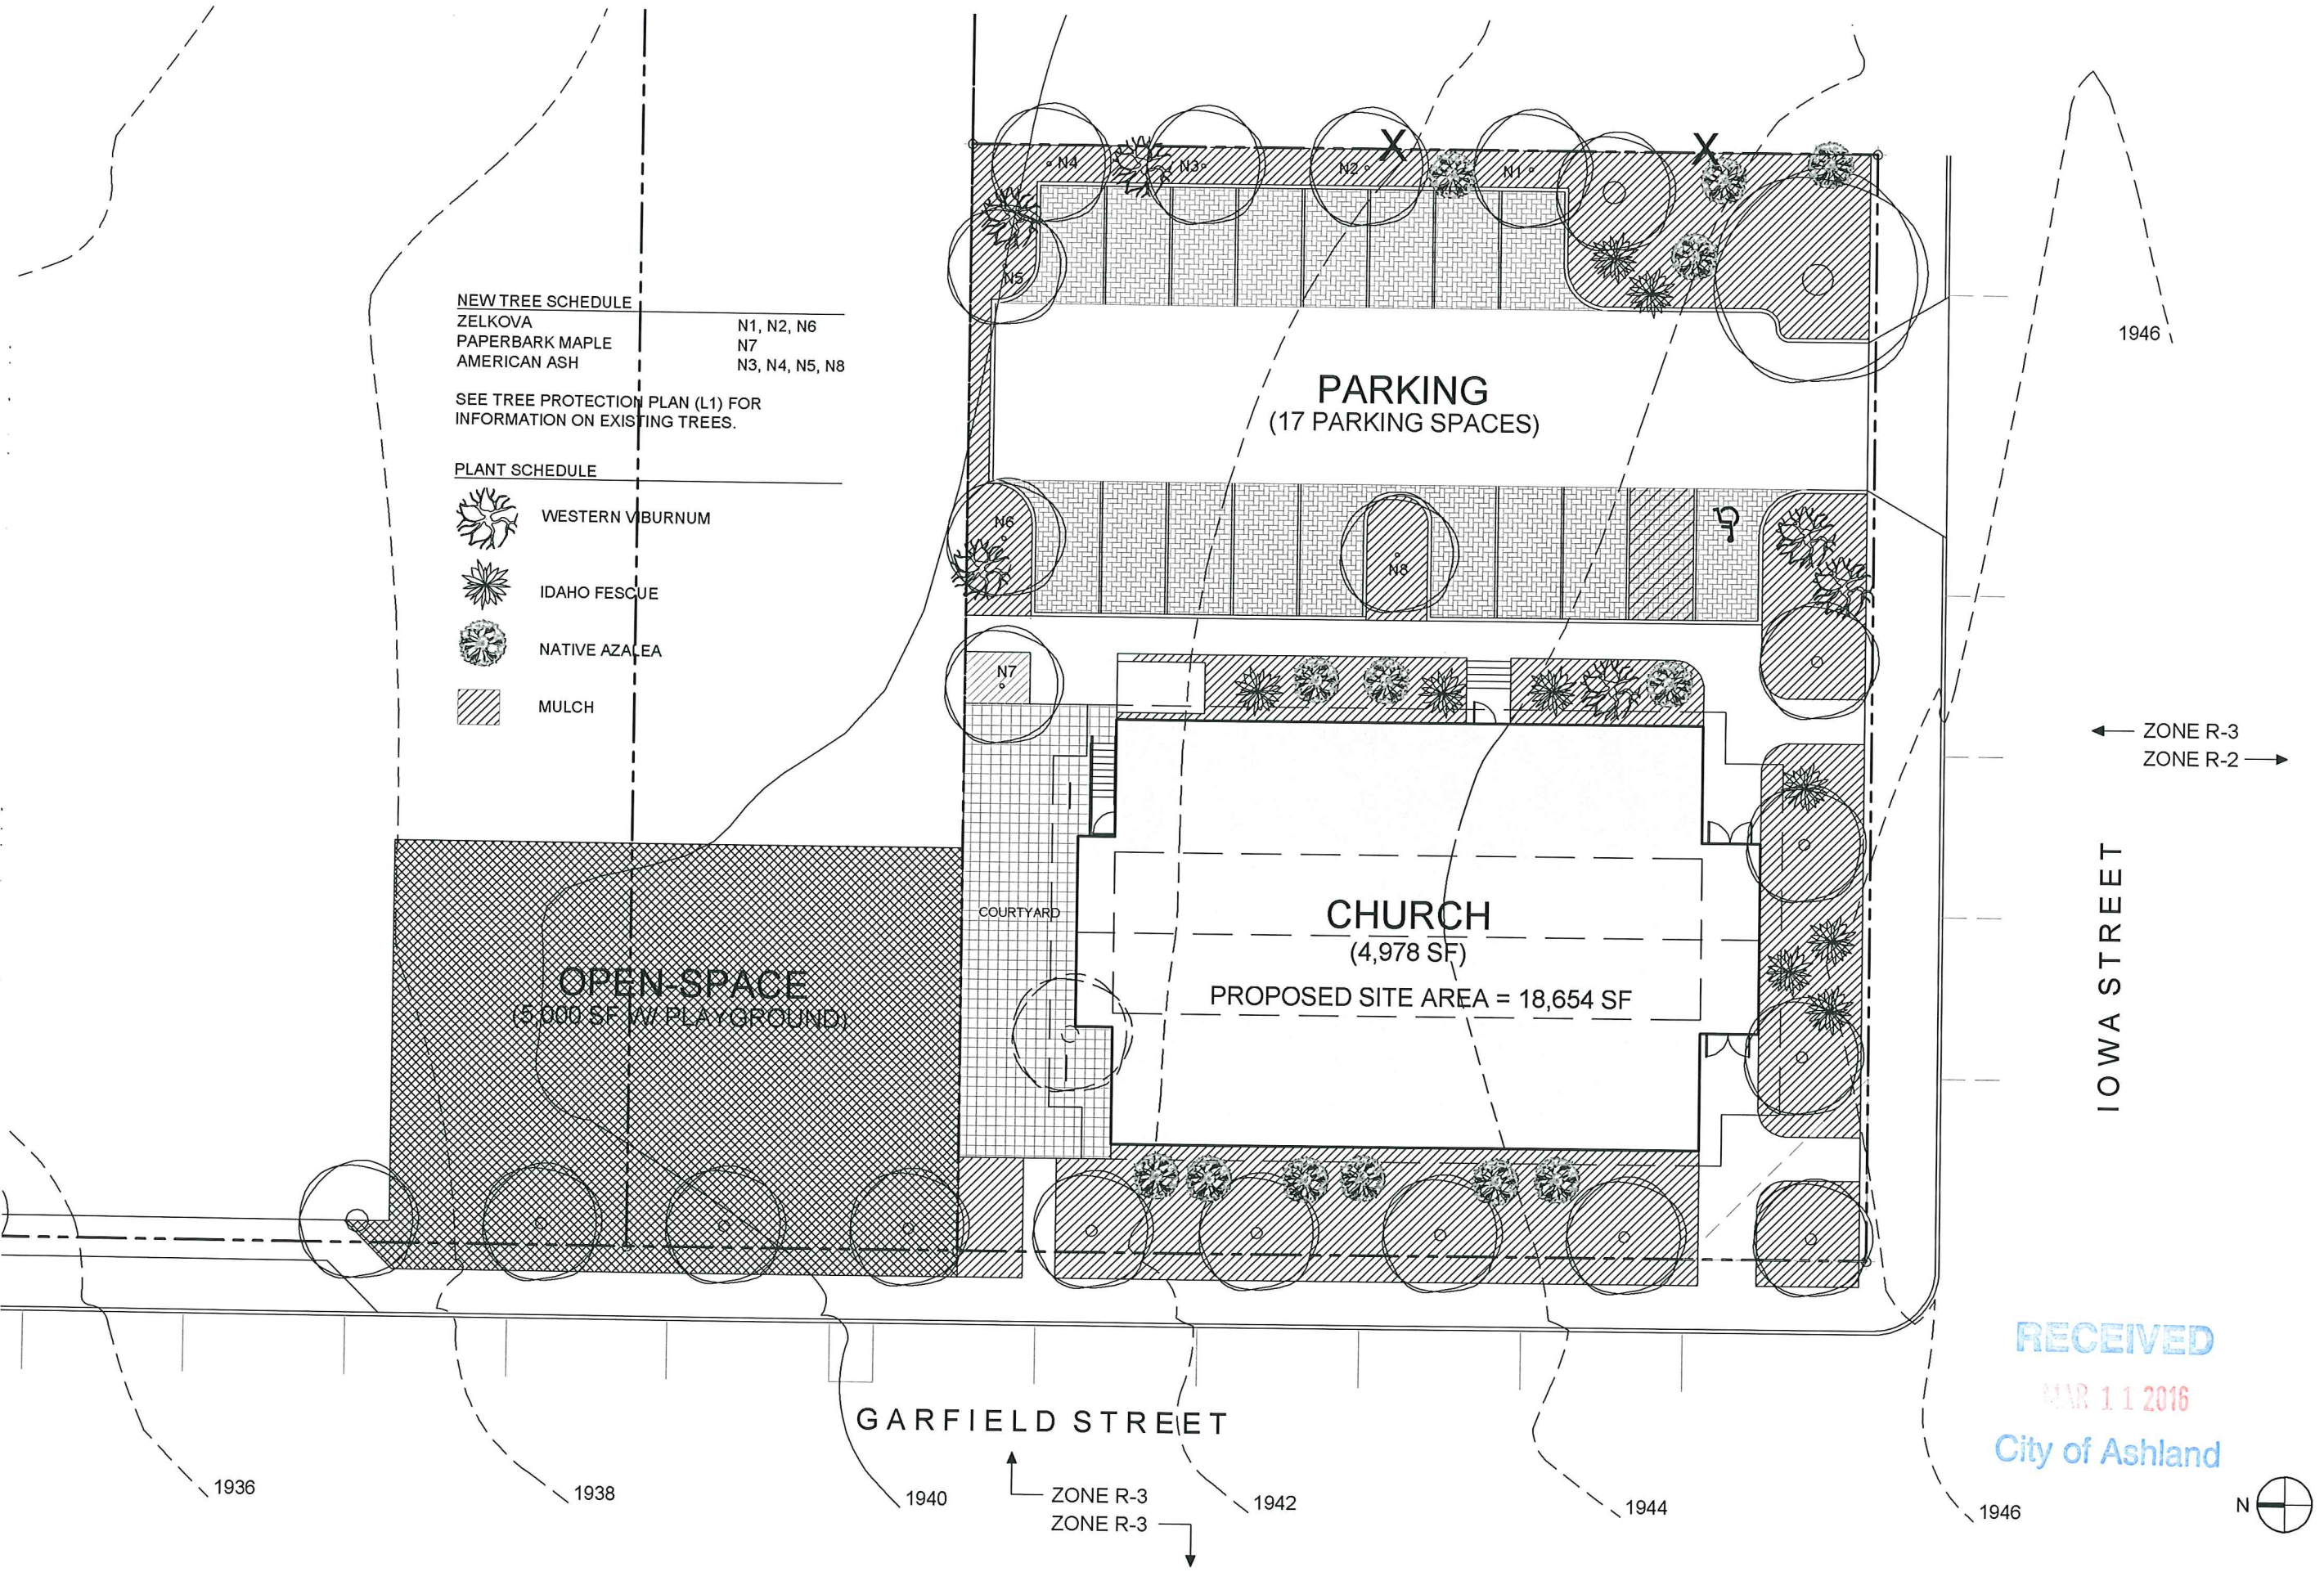 N4
N3
N2
X
N1
X
N5
NEW TREE SCHEDULE
ZELKOVA N1, N2, N6
PAPERBARK MAPLE N7
AMERICAN ASH N3, N4, N5, N8
SEE TREE PROTECTION PLAN (L1) FOR
INFORMATION ON EXISTING TREES.
PLANT SCHEDULE
WESTERN VIBURNUM
IDAHO FESCUE
NATIVE AZALEA
MULCH
PARKING
(17 PARKING SPACES)
1946
N6
N8
N7
ZONE R-3
ZONE R-2
COURTYARD
CHURCH
(4,978 SF)
PROPOSED SITE AREA = 18,654 SF
OPEN-SPACE
(5,000 SF W/ PLAYGROUND)
IOWA STREET
GARFIELD STREET
ZONE R-3
ZONE R-3
1936
1938
1940
1942
1944
1946
RECEIVED
MAR 11 2016
City of Ashland
N